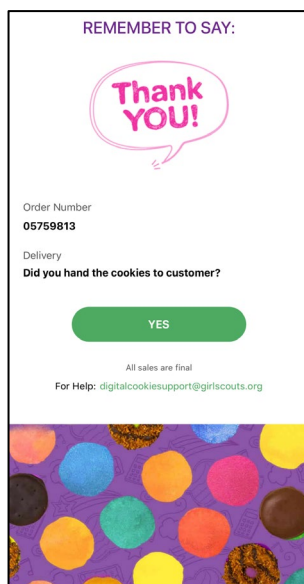 REMEMBER TO SAY:
Thank
YOU!
Order Number
05759813
Delivery
Did you hand the cookies to customer?
YES
All sales are final
For Help: digitalcookiesupport@girlscouts.org